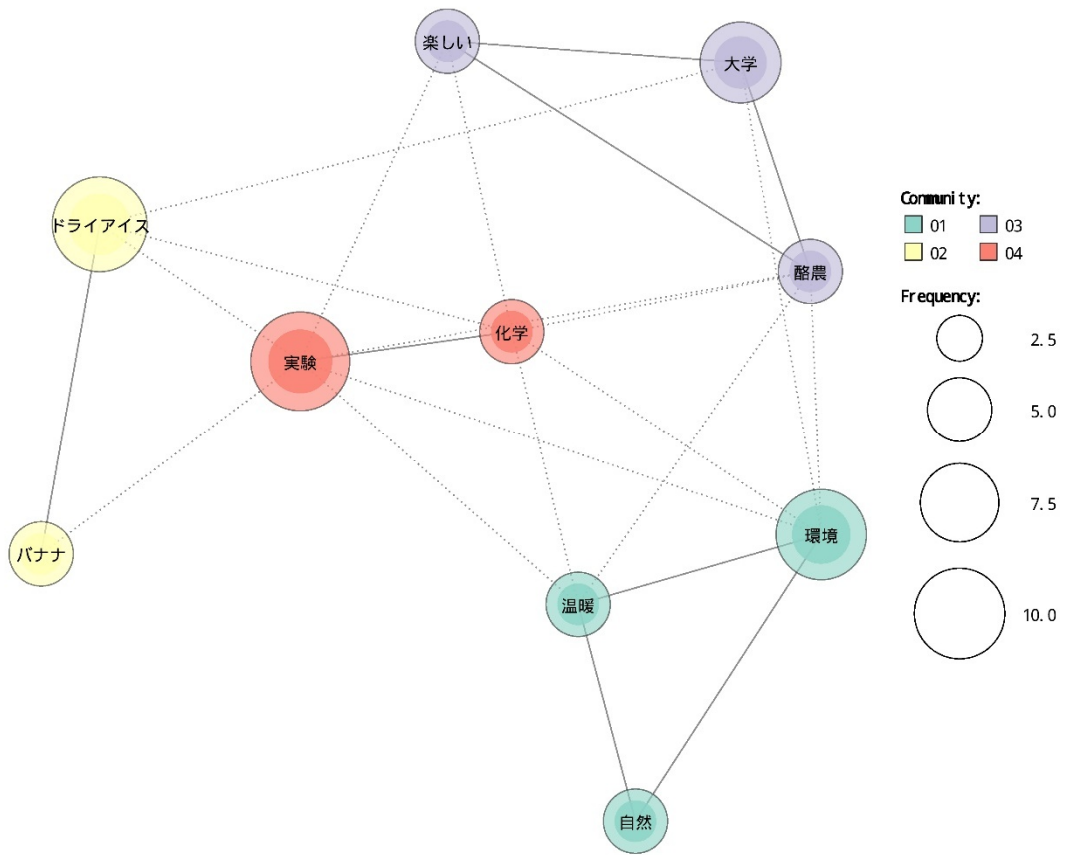 楽しい
大学
ドライアイス
酪農
化学
実験
環境
バナナ
温暖
自然
Community:
01 03
02 04
Frequency:
2.5
5.0
7.5
10.0